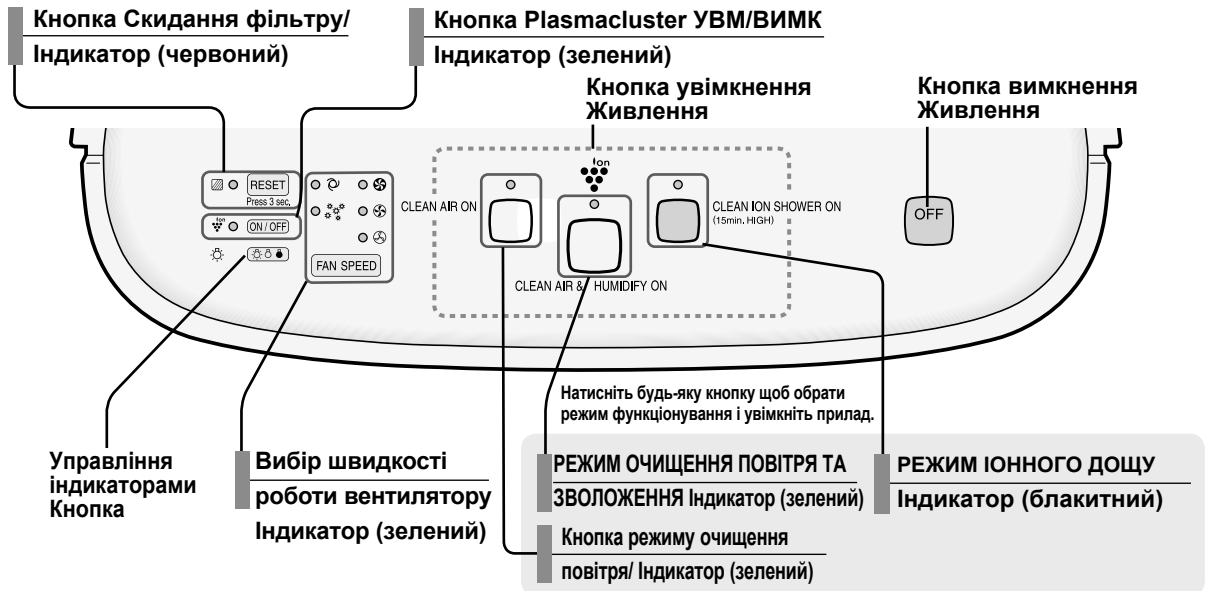 Кнопка Скидання фільтру/
Індикатор (червоний)
Кнопка Plasmacluster УВМ/ВИМК
Індикатор (зелений)
Кнопка увімкнення
Живлення
Кнопка вимкнення
Живлення
RESET
Press 3 sec.
Ion
ON / OFF
FAN SPEED
CLEAN AIR ON
Ion
CLEAN AIR & HUMIDIFY ON
CLEAN ION SHOWER ON
(15min. HIGH)
OFF
Натисніть будь-яку кнопку щоб обрати
режим функціонування і увімкніть прилад.
Управління
індикаторами
Кнопка
Вибір швидкості
роботи вентилятору
Індикатор (зелений)
РЕЖИМ ОЧИЩЕННЯ ПОВІТРЯ ТА
ЗВОЛОЖЕННЯ Індикатор (зелений)
Кнопка режиму очищення
повітря/ Індикатор (зелений)
РЕЖИМ ІОННОГО ДОЩУ
Індикатор (блакитний)